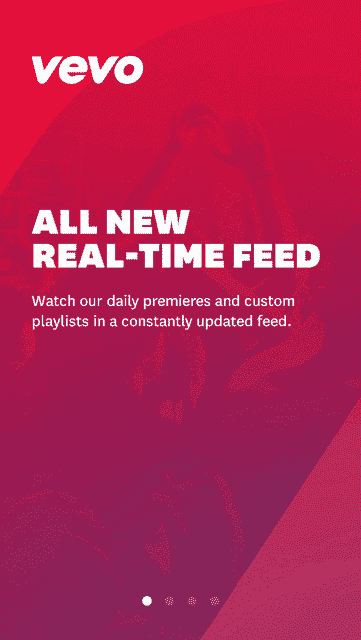 vevo
ALL NEW
REAL-TIME FEED
Watch our daily premieres and custom
playlists in a constantly updated feed.